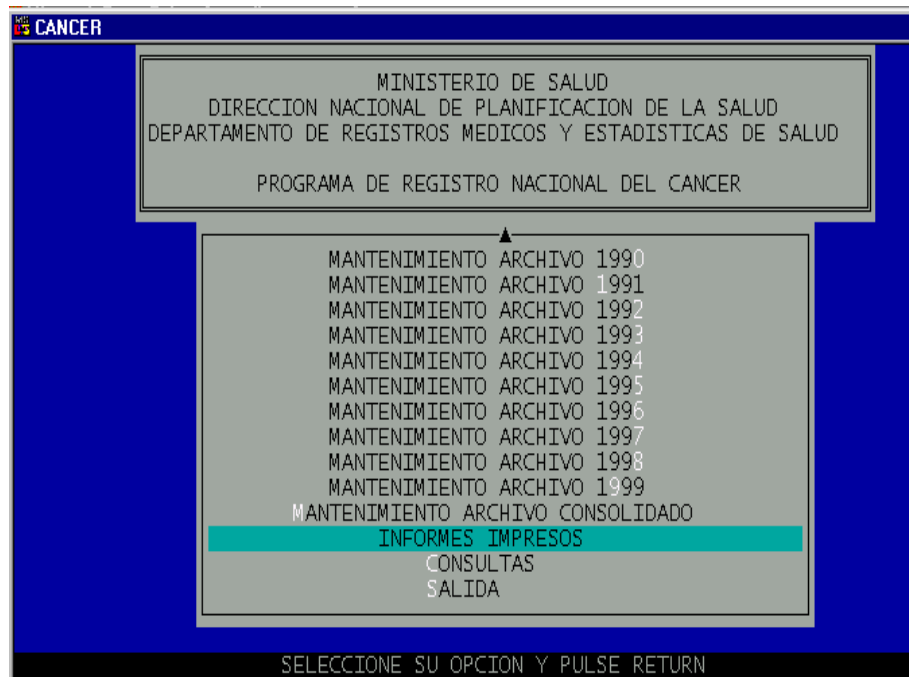 CANCER
MINISTERIO DE SALUD
DIRECCION NACIONAL DE PLANIFICACION DE LA SALUD
DEPARTAMENTO DE REGISTROS MEDICOS Y ESTADISTICAS DE SALUD
PROGRAMA DE REGISTRO NACIONAL DEL CANCER
MANTENIMIENTO ARCHIVO 1990
MANTENIMIENTO ARCHIVO 1991
MANTENIMIENTO ARCHIVO 1992
MANTENIMIENTO ARCHIVO 1993
MANTENIMIENTO ARCHIVO 1994
MANTENIMIENTO ARCHIVO 1995
MANTENIMIENTO ARCHIVO 1996
MANTENIMIENTO ARCHIVO 1997
MANTENIMIENTO ARCHIVO 1998
MANTENIMIENTO ARCHIVO 1999
MANTENIMIENTO ARCHIVO CONSOLIDADO
INFORMES IMPRESOS
CONSULTAS
SALIDA
SELECCIONE SU OPCION Y PULSE RETURN